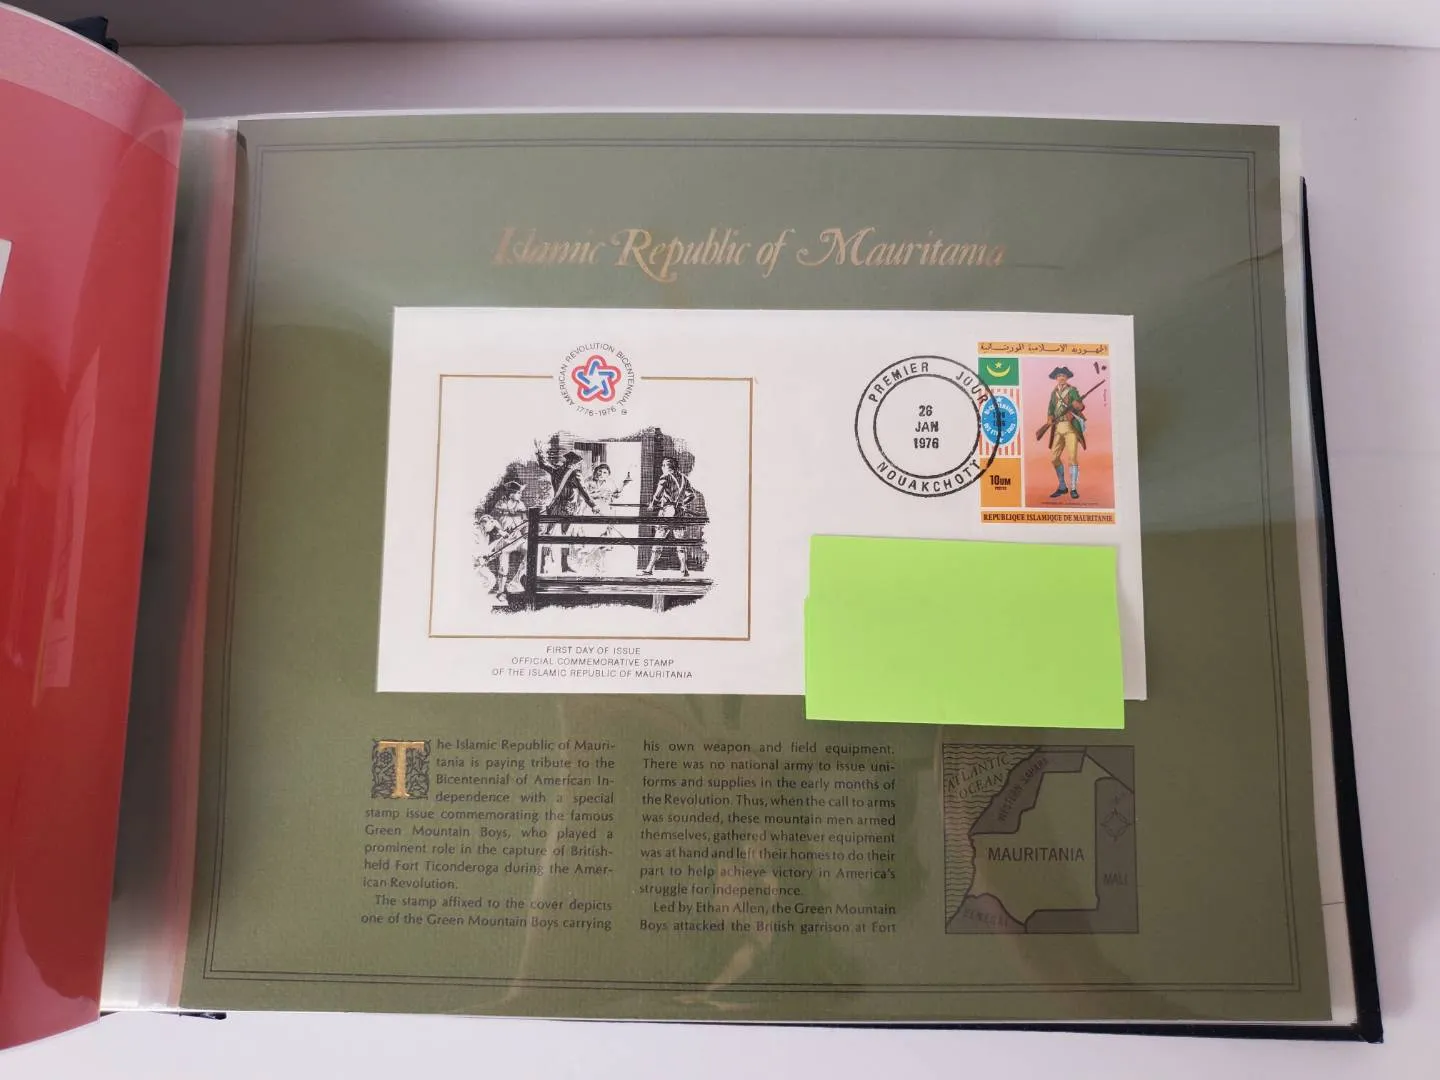 Islamic Republic of Mauritania
AMERICAN REVOLUTION BICENTENNIAL
1776-1976
FIRST DAY OF ISSUE
OFFICIAL COMMEMORATIVE STAMP
OF THE ISLAMIC REPUBLIC OF MAURITANIA
PREMIER JOUR
26
JAN
1976
NOUAKCHOTT
الجمهورية الاسلامية الموريتانية
١٠
10UM
POSTES
REPUBLIQUE ISLAMIQUE DE MAURITANIE
The Islamic Republic of Mauri-
tania is paying tribute to the
Bicentennial of American In-
dependence with a special
stamp issue commemorating the famous
Green Mountain Boys, who played a
prominent role in the capture of British-
held Fort Ticonderoga during the Amer-
ican Revolution.
The stamp affixed to the cover depicts
one of the Green Mountain Boys carrying
his own weapon and field equipment.
There was no national army to issue uni-
forms and supplies in the early months of
the Revolution. Thus, when the call to arms
was sounded, these mountain men armed
themselves, gathered whatever equipment
was at hand and left their homes to do their
part to help achieve victory in America's
struggle for independence.
Led by Ethan Allen, the Green Mountain
Boys attacked the British garrison at Fort
ATLANTIC
OCEAN
WESTERN SAHARA
MAURITANIA
MALI
SENEGAL